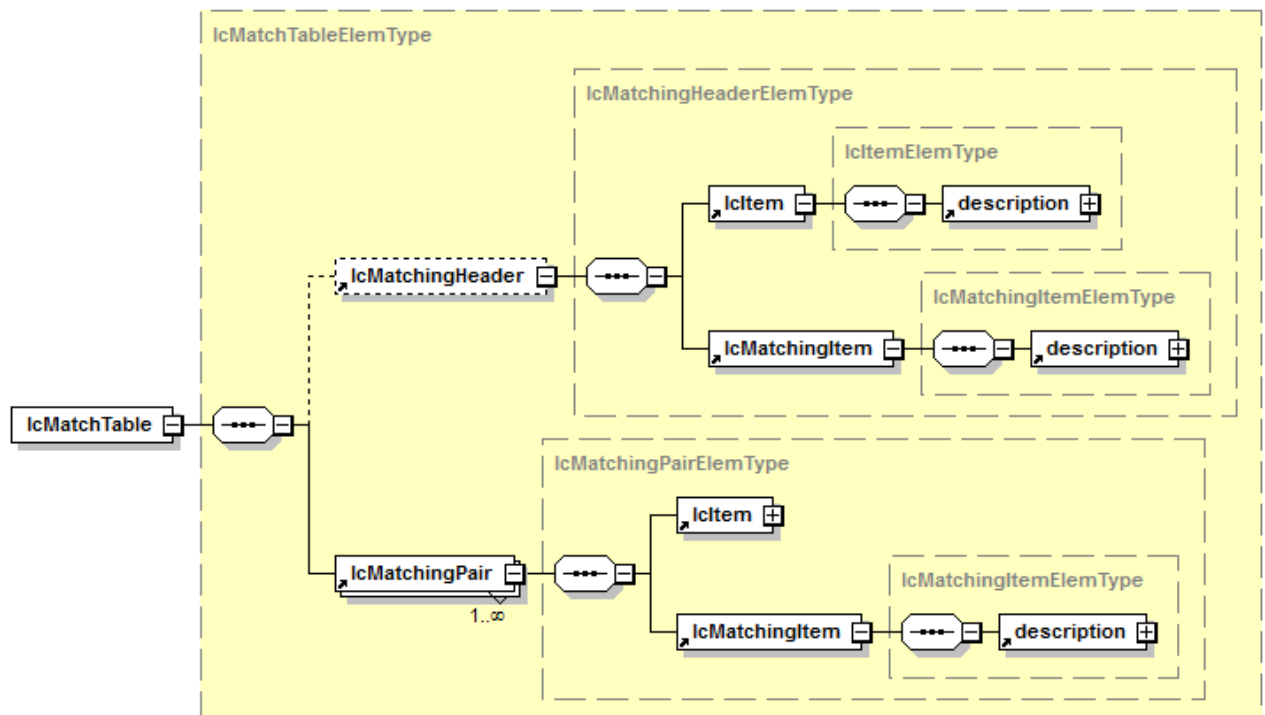 lcMatchTableElemType
lcMatchingHeaderElemType
lcItemElemType
lcItem
description
lcMatchingHeader
lcMatchingItemElemType
lcMatchingItem
description
lcMatchTable
lcMatchingPairElemType
lcItem
lcMatchingPair
1..∞
lcMatchingItemElemType
lcMatchingItem
description